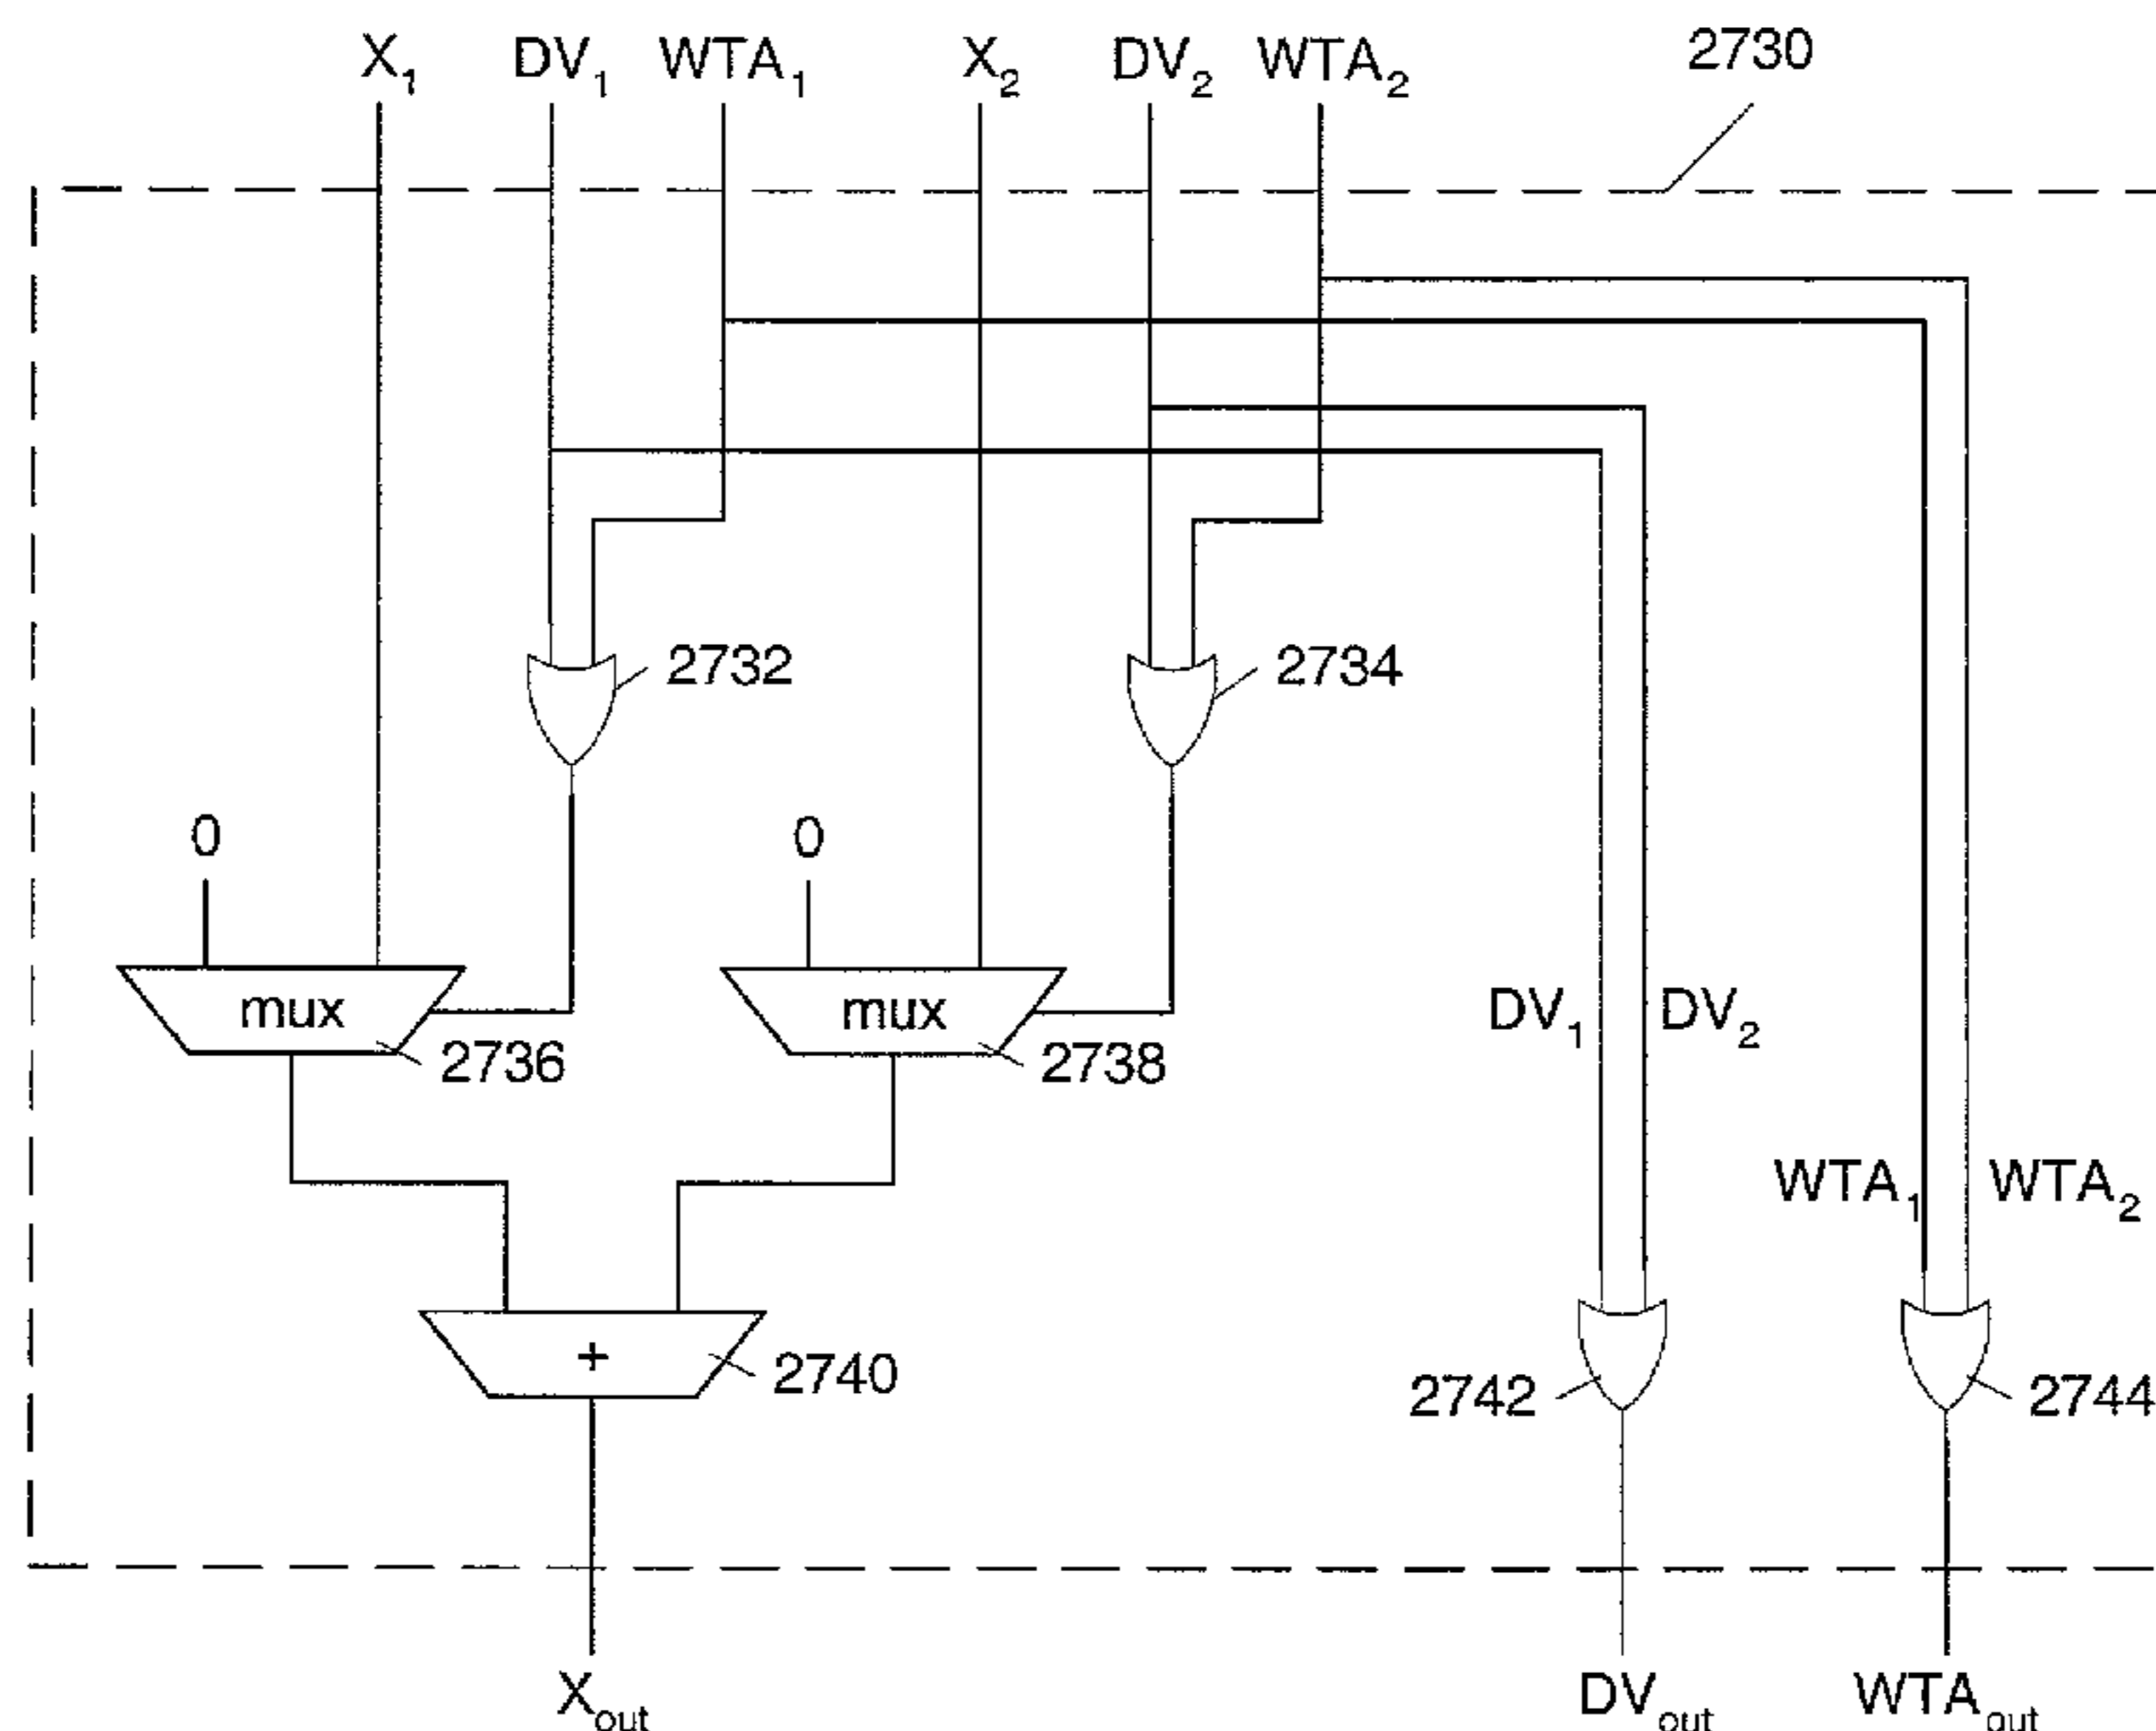 X₁ DV₁ WTA₁ X₂ DV₂ WTA₂ 2730
2732 2734
0 0
mux mux DV₁ DV₂
2736 2738
WTA₁ WTA₂
+ 2740 2742 2744
Xout DVout WTAout